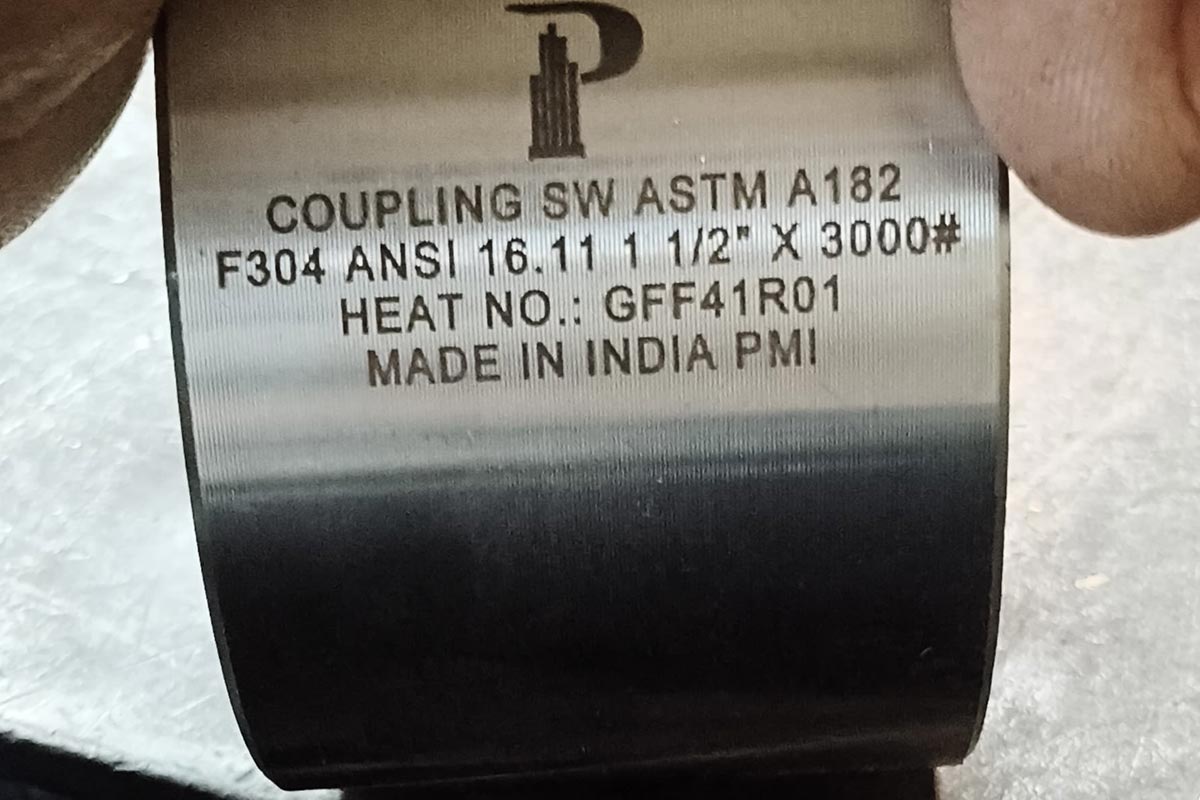 P
COUPLING SW ASTM A182
F304 ANSI 16.11 1 1/2" X 3000#
HEAT NO.: GFF41R01
MADE IN INDIA PMI